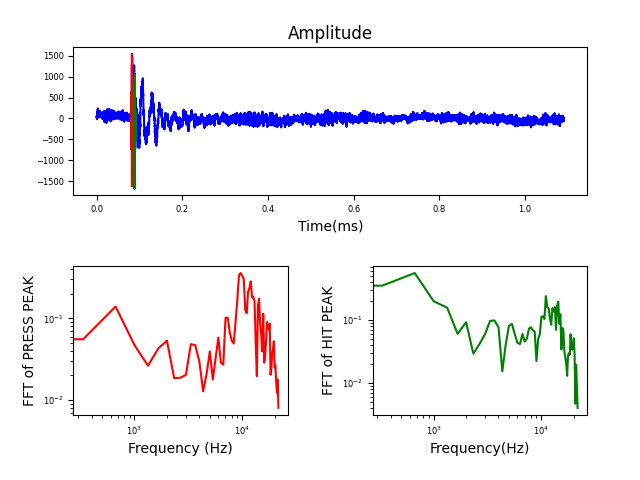 Amplitude
1500
1000
500
0
−500
−1000
−1500
0.0 0.2 0.4 0.6 0.8 1.0
Time(ms)
FFT of PRESS PEAK
10⁻¹
10⁻²
10³ 10⁴
Frequency (Hz)
FFT of HIT PEAK
10⁻¹
10⁻²
10³ 10⁴
Frequency(Hz)